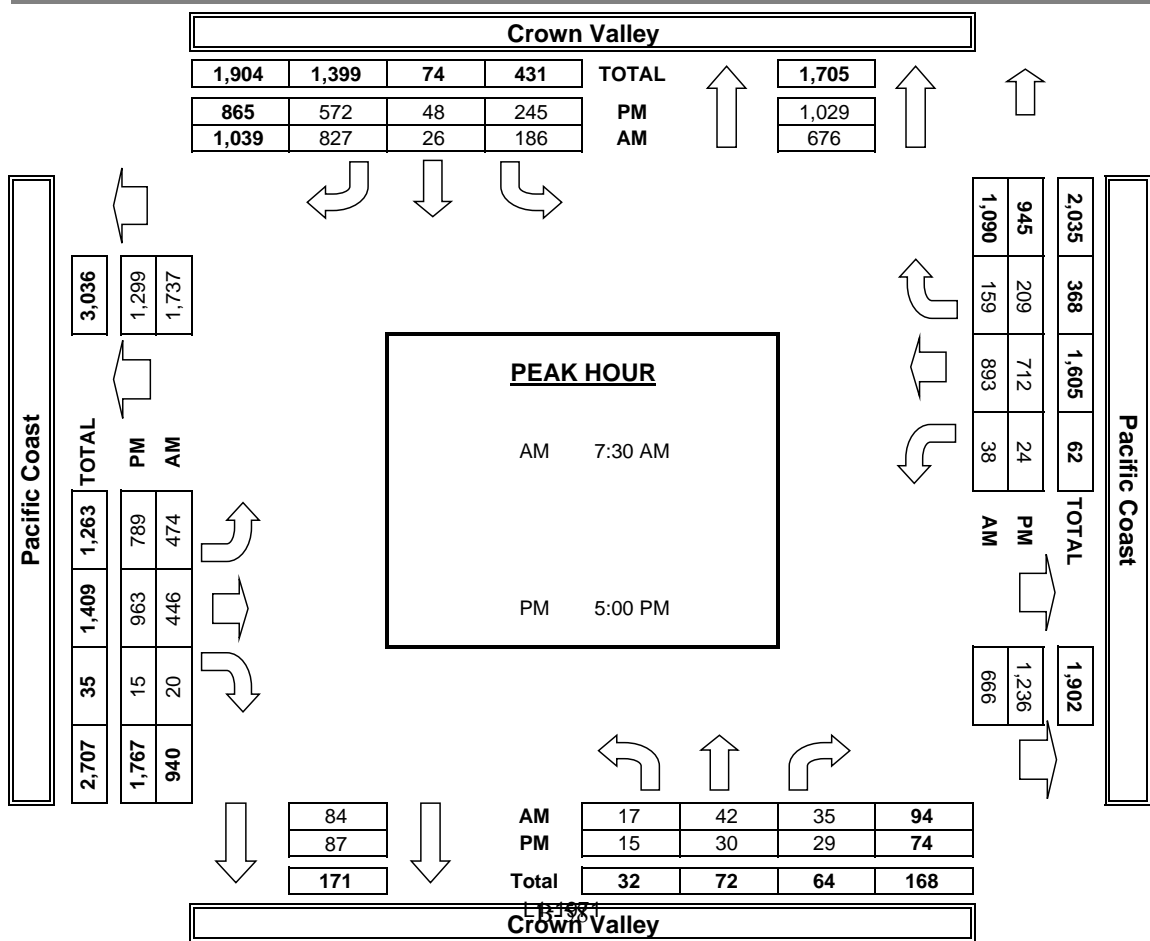 Crown Valley
1,904 1,399 74 431 TOTAL 1,705
865 572 48 245 PM 1,029
1,039 827 26 186 AM 676
Pacific Coast
3,036 1,299 1,737
TOTAL PM AM
1,263 789 474
1,409 963 446
35 15 20
2,707 1,767 940
PEAK HOUR
AM 7:30 AM
PM 5:00 PM
1,090 945 2,035
159 209 368
893 712 1,605
38 24 62
AM PM TOTAL
666 1,236 1,902
Pacific Coast
84 AM 17 42 35 94
87 PM 15 30 29 74
171 Total 32 72 64 168
Crown Valley